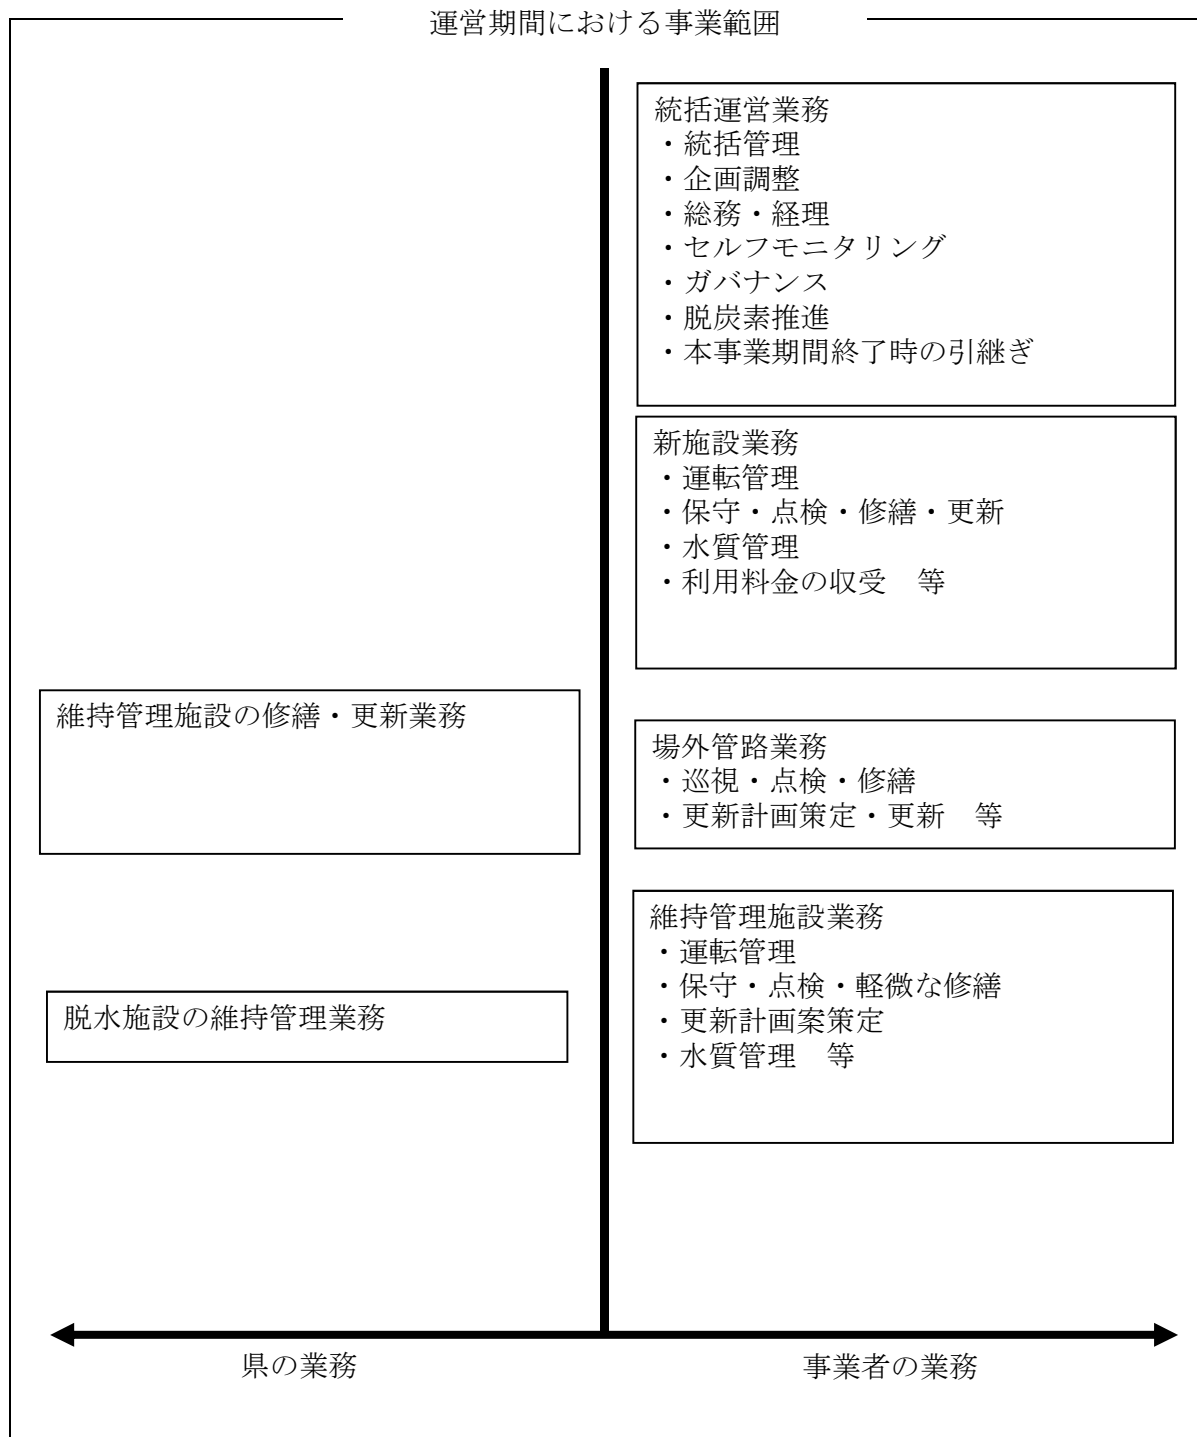 運営期間における事業範囲
統括運営業務
・統括管理
・企画調整
・総務・経理
・セルフモニタリング
・ガバナンス
・脱炭素推進
・本事業期間終了時の引継ぎ
新施設業務
・運転管理
・保守・点検・修繕・更新
・水質管理
・利用料金の収受　等
維持管理施設の修繕・更新業務
場外管路業務
・巡視・点検・修繕
・更新計画策定・更新　等
維持管理施設業務
・運転管理
・保守・点検・軽微な修繕
・更新計画案策定
・水質管理　等
脱水施設の維持管理業務
県の業務
事業者の業務